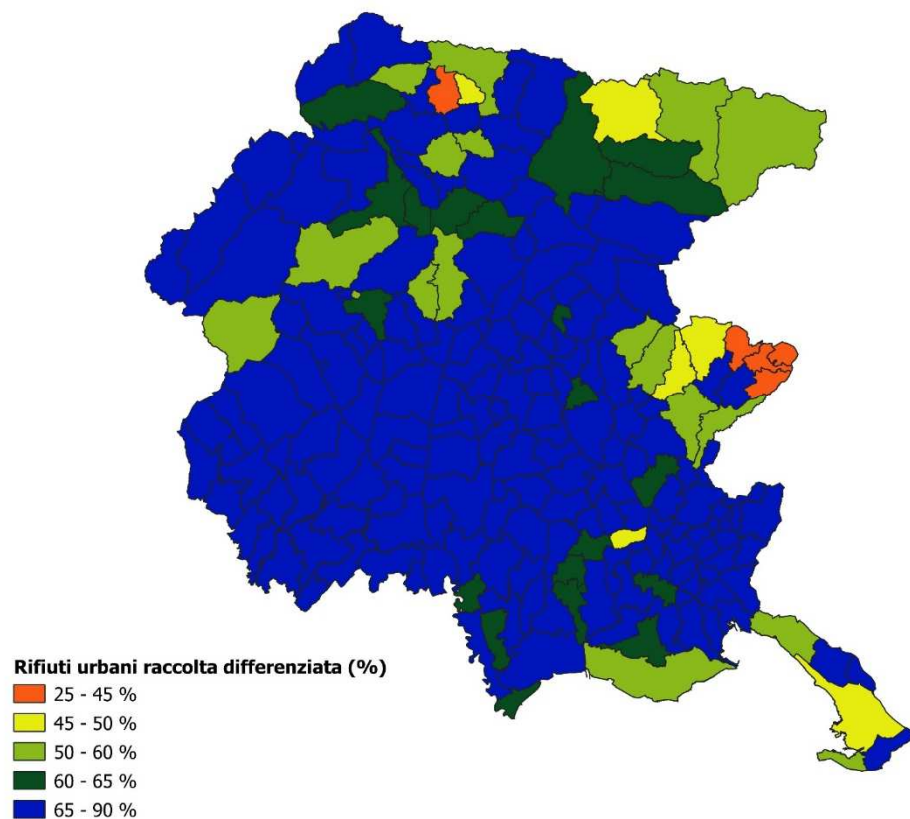 Rifiuti urbani raccolta differenziata (%)
25 - 45 %
45 - 50 %
50 - 60 %
60 - 65 %
65 - 90 %